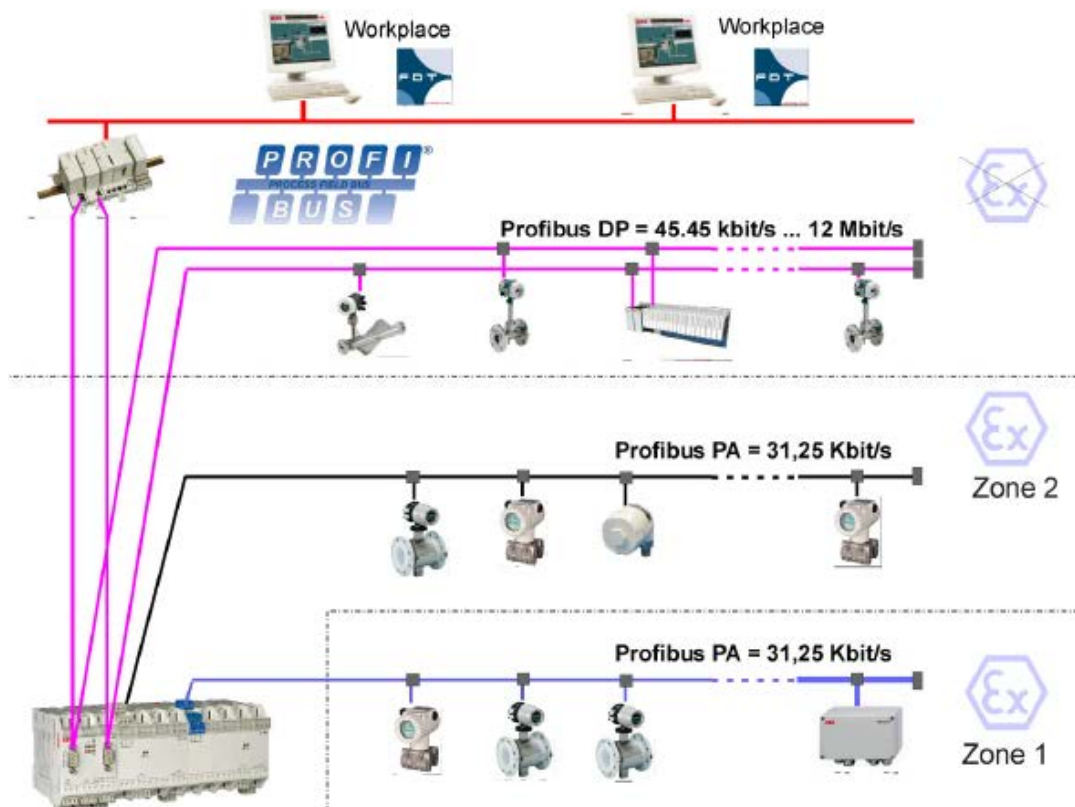 Workplace
Workplace
FDT
FDT
PROFI®
PROCESS FIELD BUS
BUS
Ex
Profibus DP = 45.45 kbit/s ... 12 Mbit/s
Ex
Profibus PA = 31,25 Kbit/s
Zone 2
Profibus PA = 31,25 Kbit/s
Ex
Zone 1